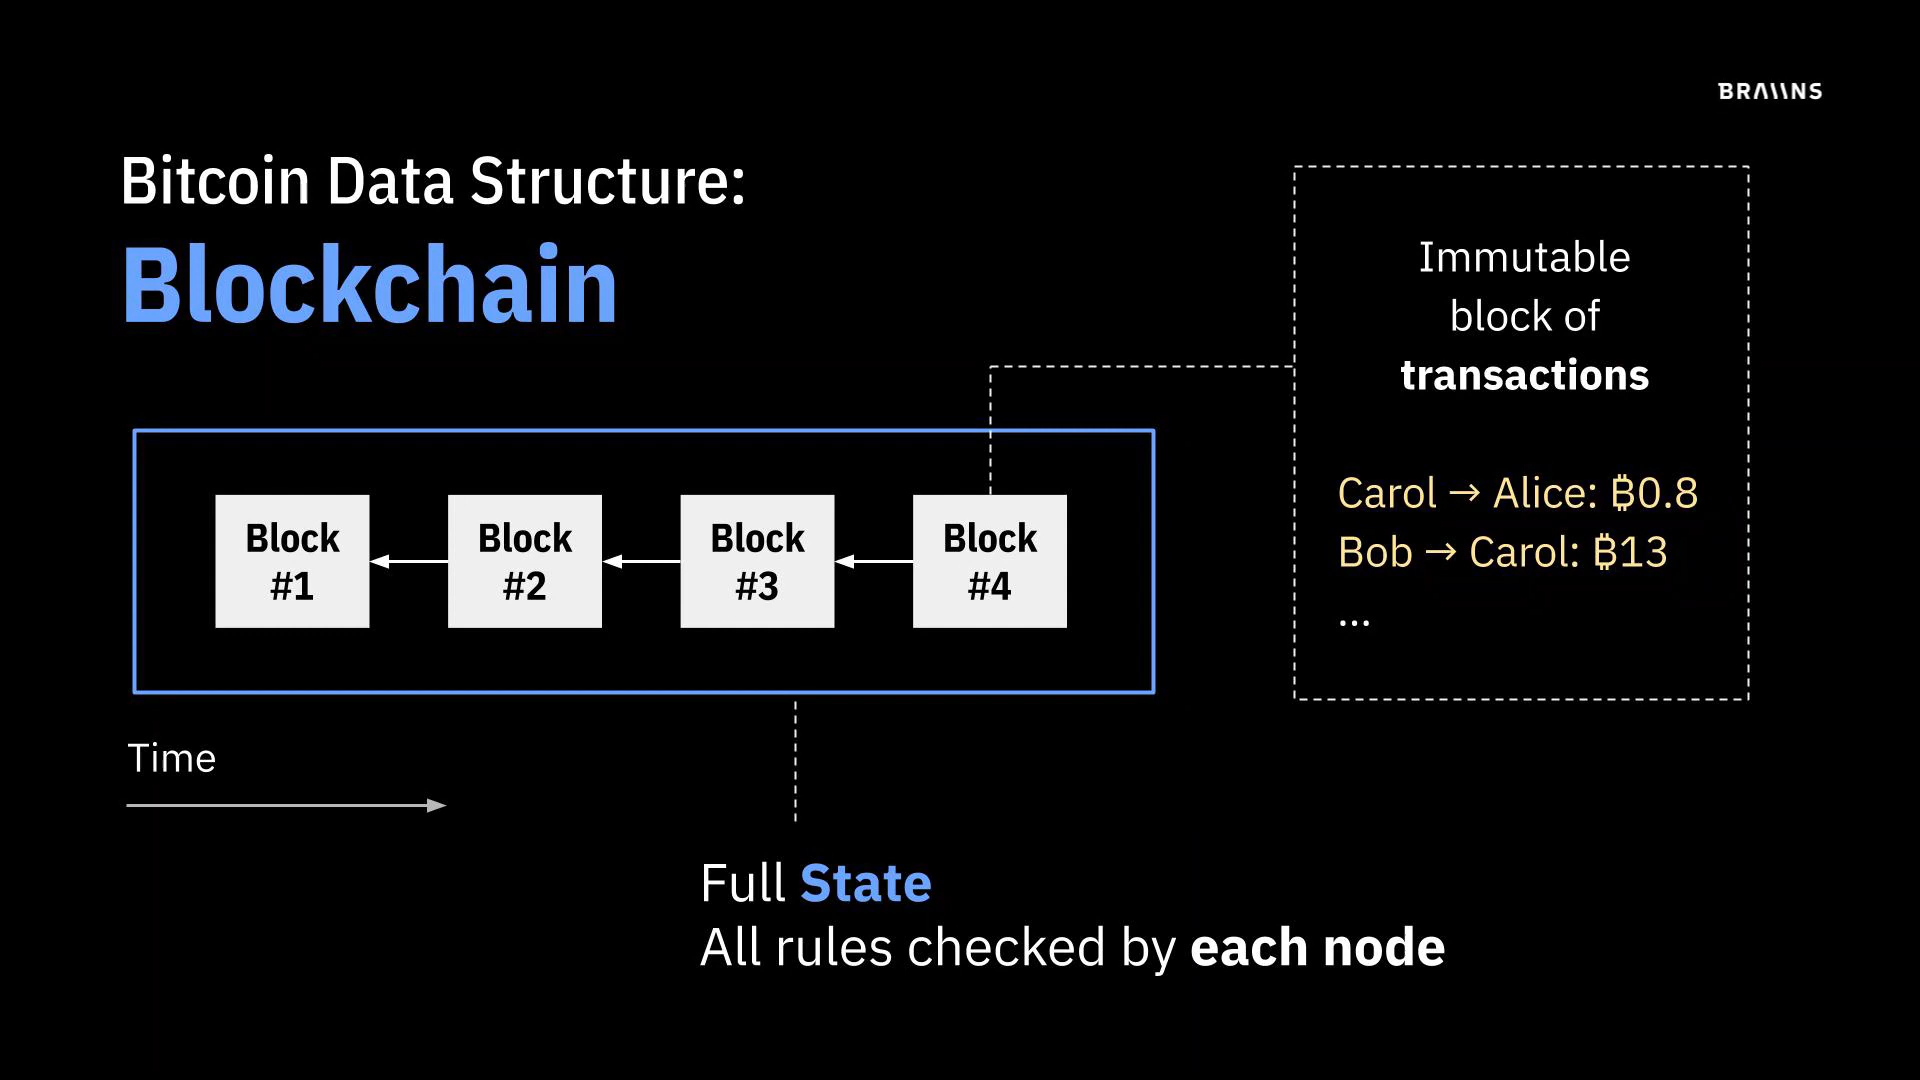 BRAIINS
Bitcoin Data Structure:
Blockchain
Immutable
block of
transactions
Carol → Alice: ₿0.8
Bob → Carol: ₿13
...
Block
#1
Block
#2
Block
#3
Block
#4
Time
Full State
All rules checked by each node